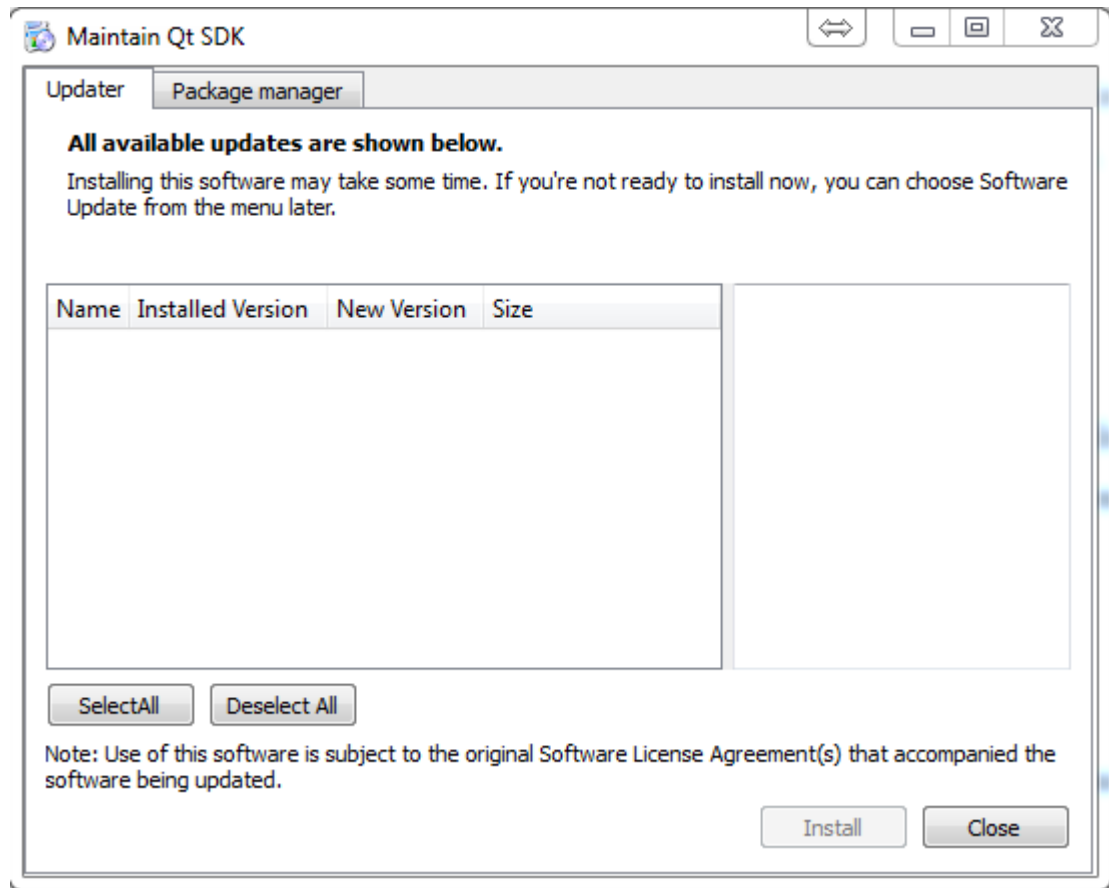 Maintain Qt SDK
Updater Package manager
All available updates are shown below.
Installing this software may take some time. If you're not ready to install now, you can choose Software
Update from the menu later.
Name Installed Version New Version Size
SelectAll Deselect All
Note: Use of this software is subject to the original Software License Agreement(s) that accompanied the
software being updated.
Install Close